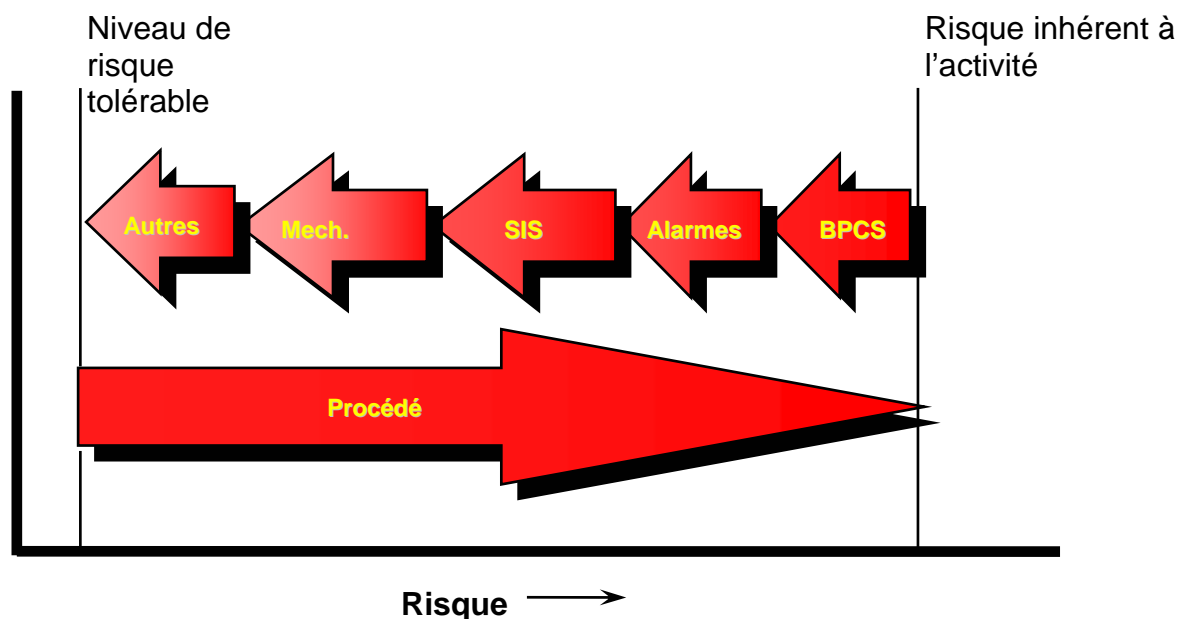 Niveau de
risque
tolérable
Risque inhérent à
l’activité
Autres
Mech.
SIS
Alarmes
BPCS
Procédé
Risque